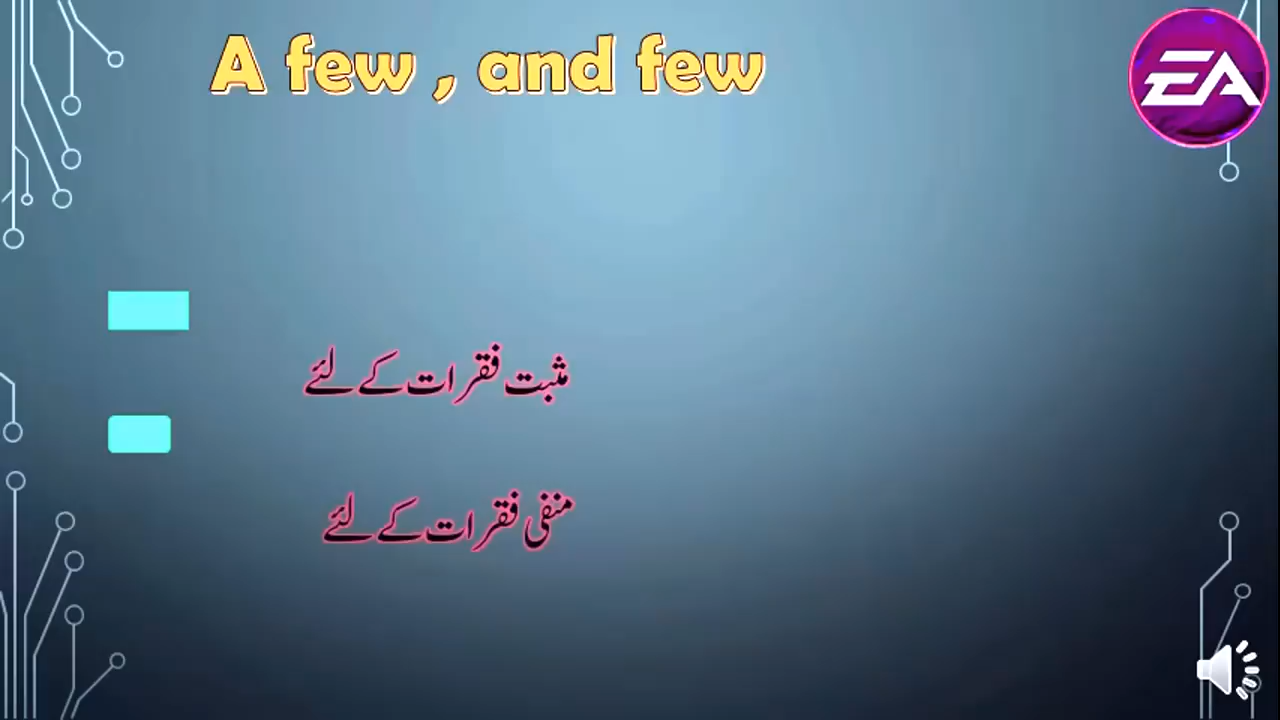 A few , and few
EA
مثبت فقرات کے لئے
منفی فقرات کے لئے